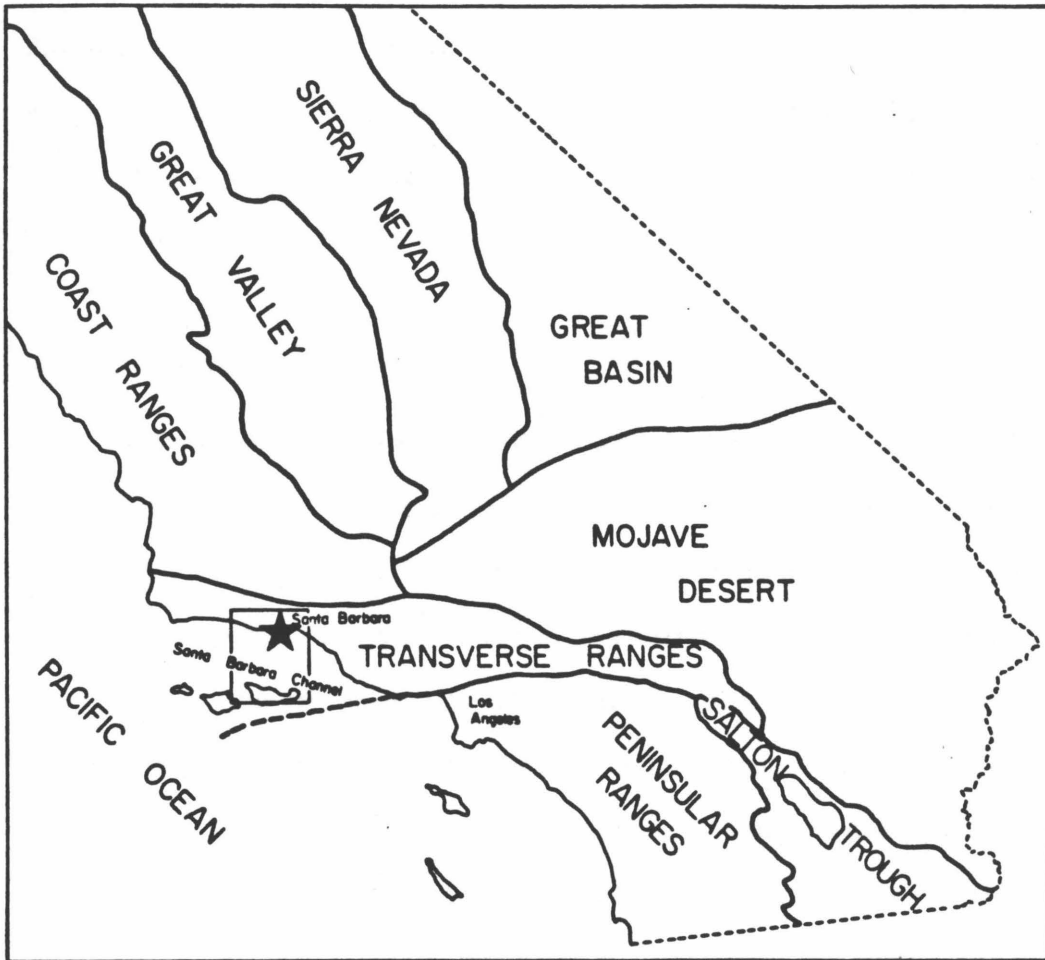 SIERRA
NEVADA
GREAT
VALLEY
COAST
RANGES
GREAT
BASIN
MOJAVE
DESERT
Santa Barbara
Santa Barbara Channel
TRANSVERSE RANGES
PACIFIC
OCEAN
Los
Angeles
PENINSULAR
RANGES
SALTON
TROUGH